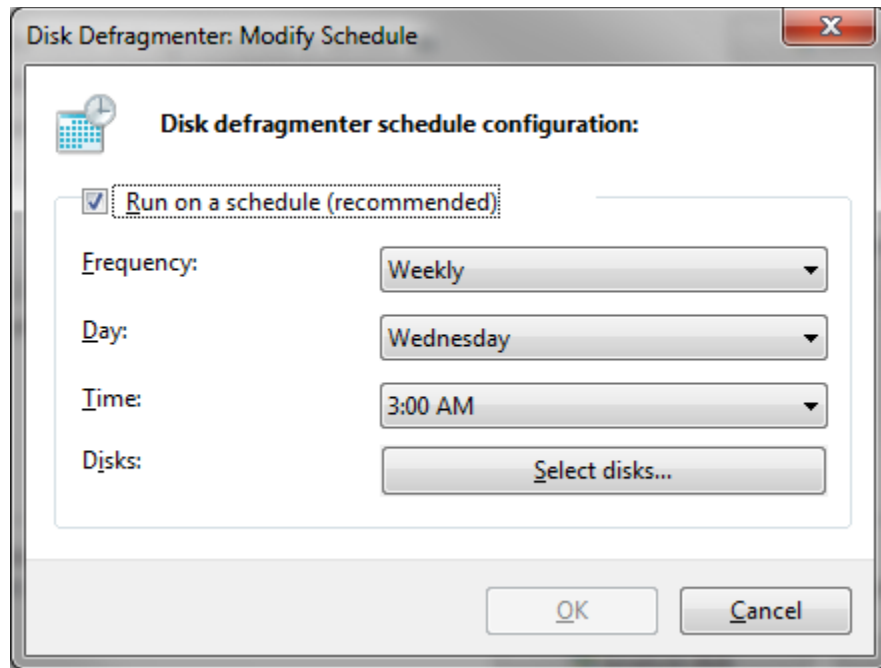 Disk Defragmenter: Modify Schedule
Disk defragmenter schedule configuration:
Run on a schedule (recommended)
Frequency: Weekly
Day: Wednesday
Time: 3:00 AM
Disks: Select disks...
OK Cancel